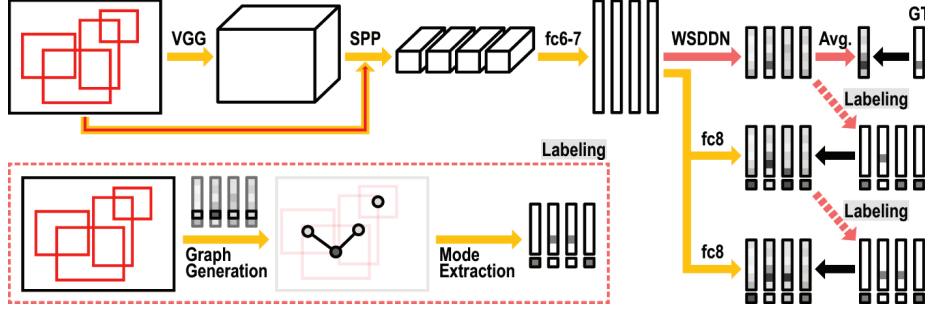 VGG
SPP
fc6-7
WSDDN
Avg.
GT
Labeling
fc8
Labeling
fc8
Labeling
Graph
Generation
Mode
Extraction